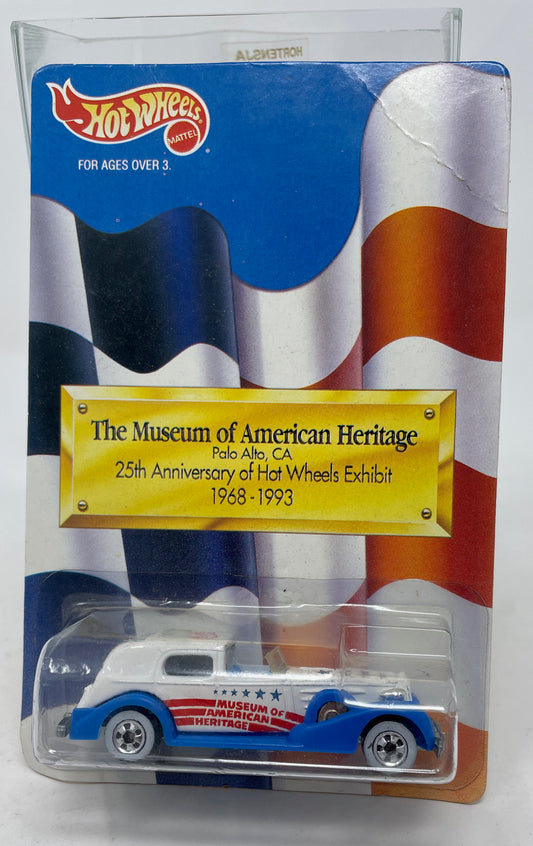 HORTENSJA
Hot Wheels®
MATTEL
FOR AGES OVER 3.
The Museum of American Heritage
Palo Alto, CA
25th Anniversary of Hot Wheels Exhibit
1968-1993
MUSEUM OF
AMERICAN
HERITAGE